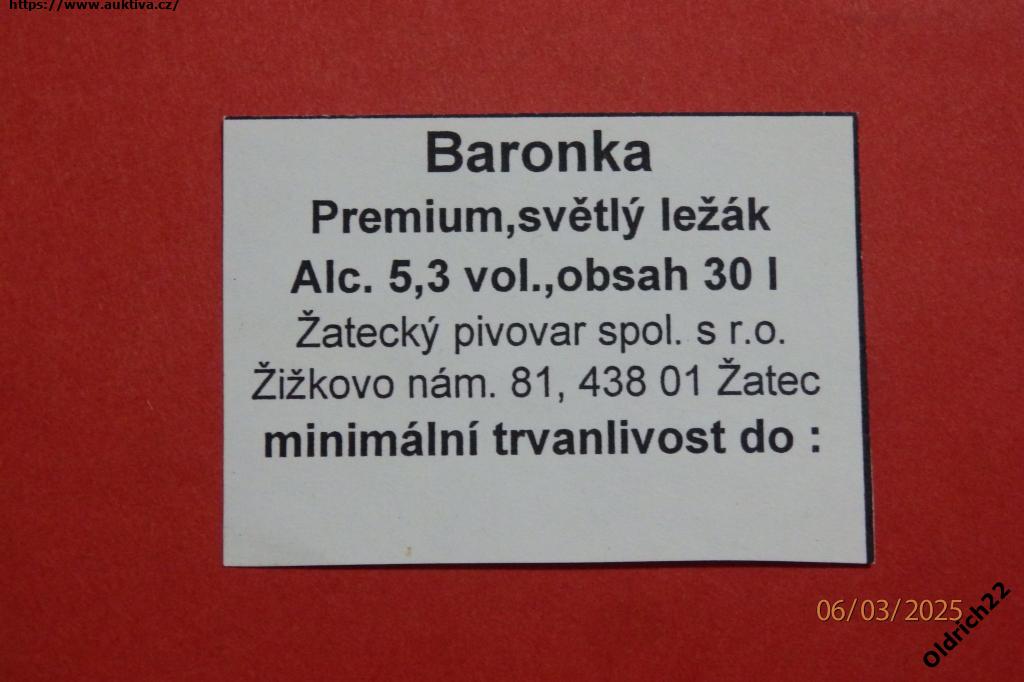 https://www.auktiva.cz/
Baronka
Premium,světlý ležák
Alc. 5,3 vol.,obsah 30 l
Žatecký pivovar spol. s r.o.
Žižkovo nám. 81, 438 01 Žatec
minimální trvanlivost do :
06/03/2025
Oldrich22